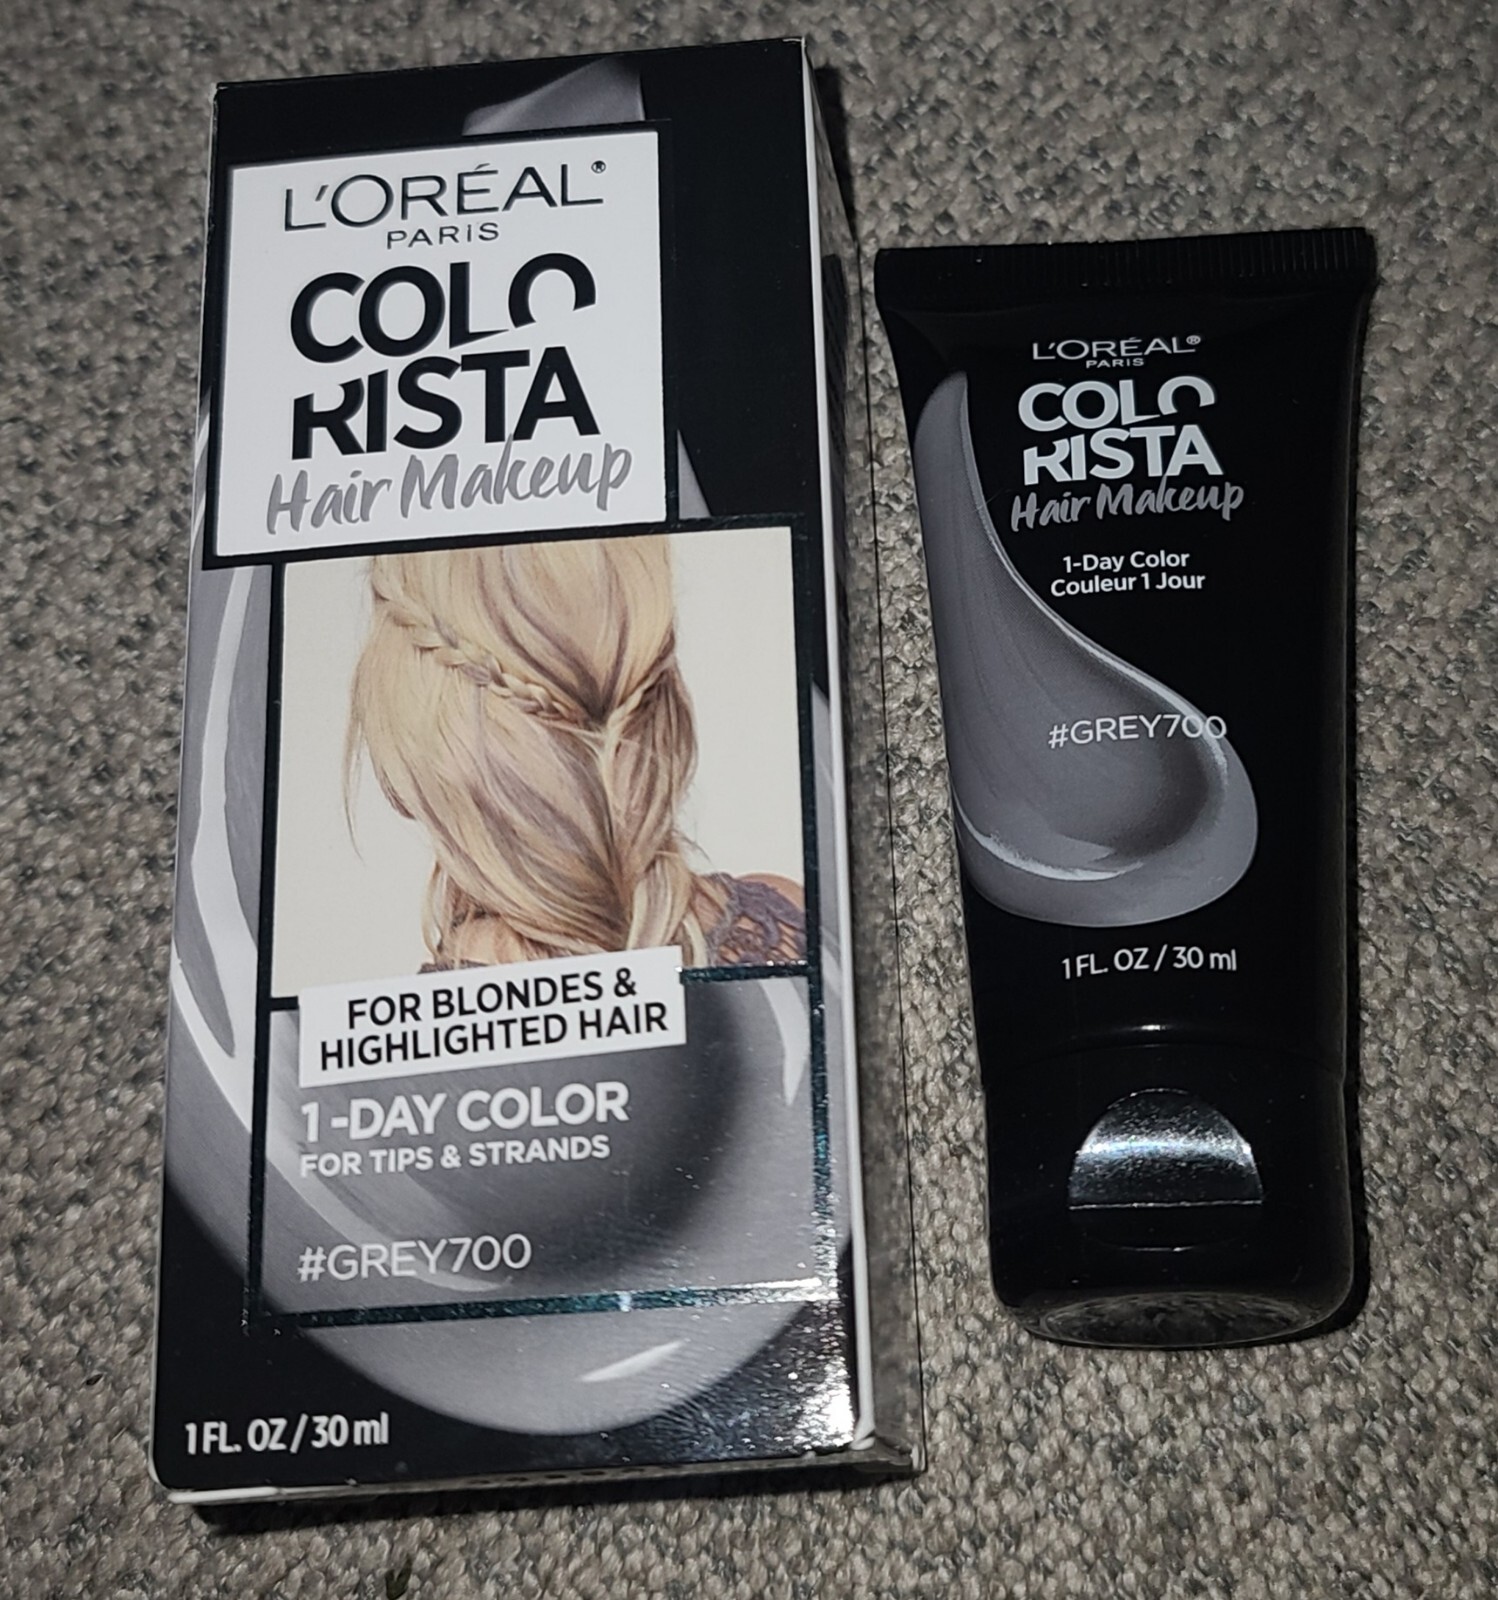 L'ORÉAL®
PARIS
COLO
RISTA
Hair Makeup
FOR BLONDES &
HIGHLIGHTED HAIR
1-DAY COLOR
FOR TIPS & STRANDS
#GREY700
1 FL. OZ / 30 ml
L'ORÉAL®
PARIS
COLO
RISTA
Hair Makeup
1-Day Color
Couleur 1 Jour
#GREY700
1 FL. OZ / 30 ml